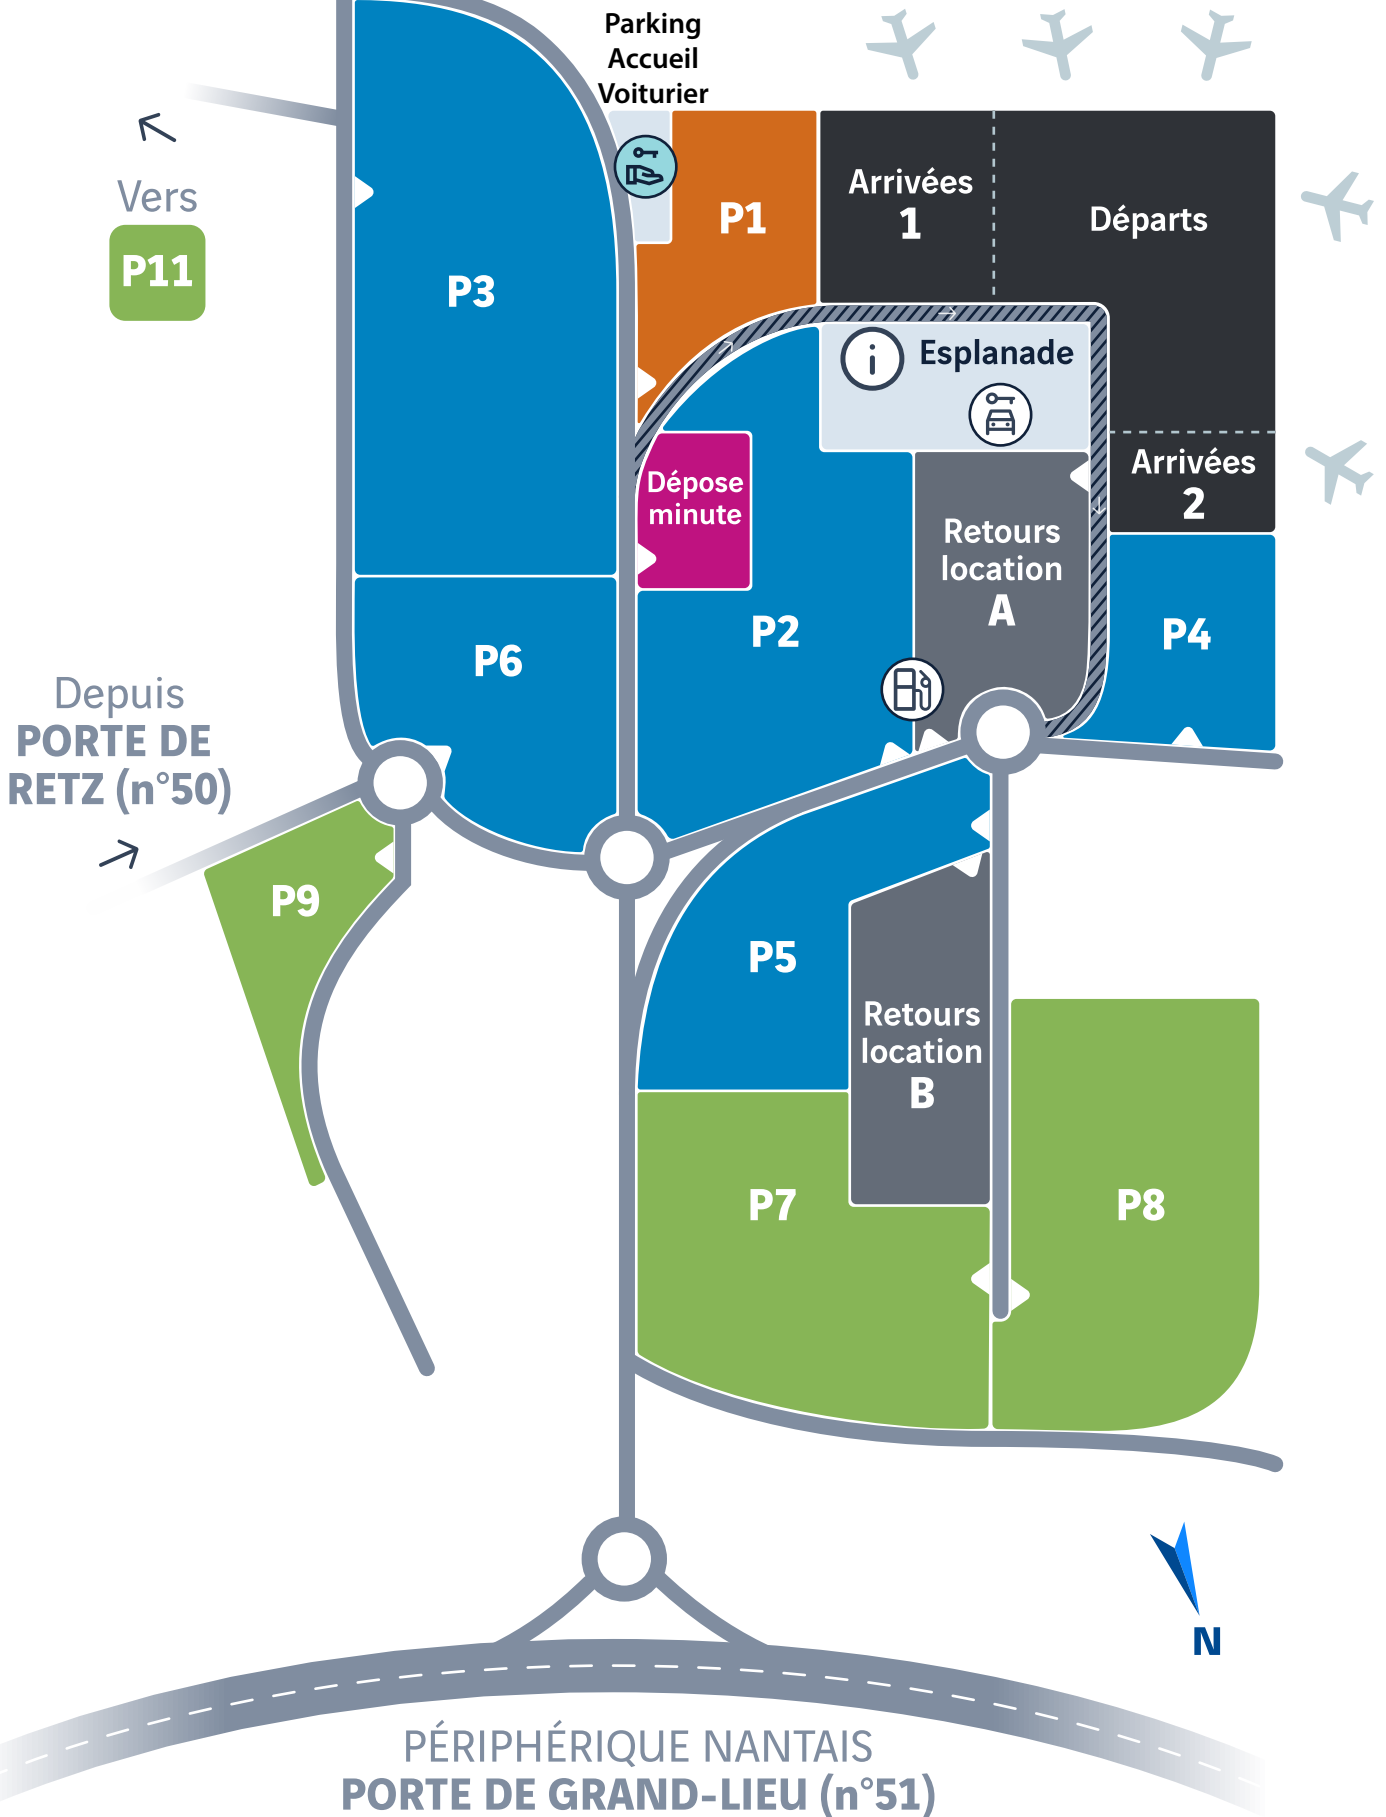 Parking
Accueil
Voiturier
Vers
P11
P3
P1
Arrivées
1
Départs
Esplanade
Dépose
minute
Arrivées
2
Retours
location
A
P2
P4
P6
Depuis
PORTE DE
RETZ (n°50)
P9
P5
Retours
location
B
P7
P8
N
PÉRIPHÉRIQUE NANTAIS
PORTE DE GRAND-LIEU (n°51)